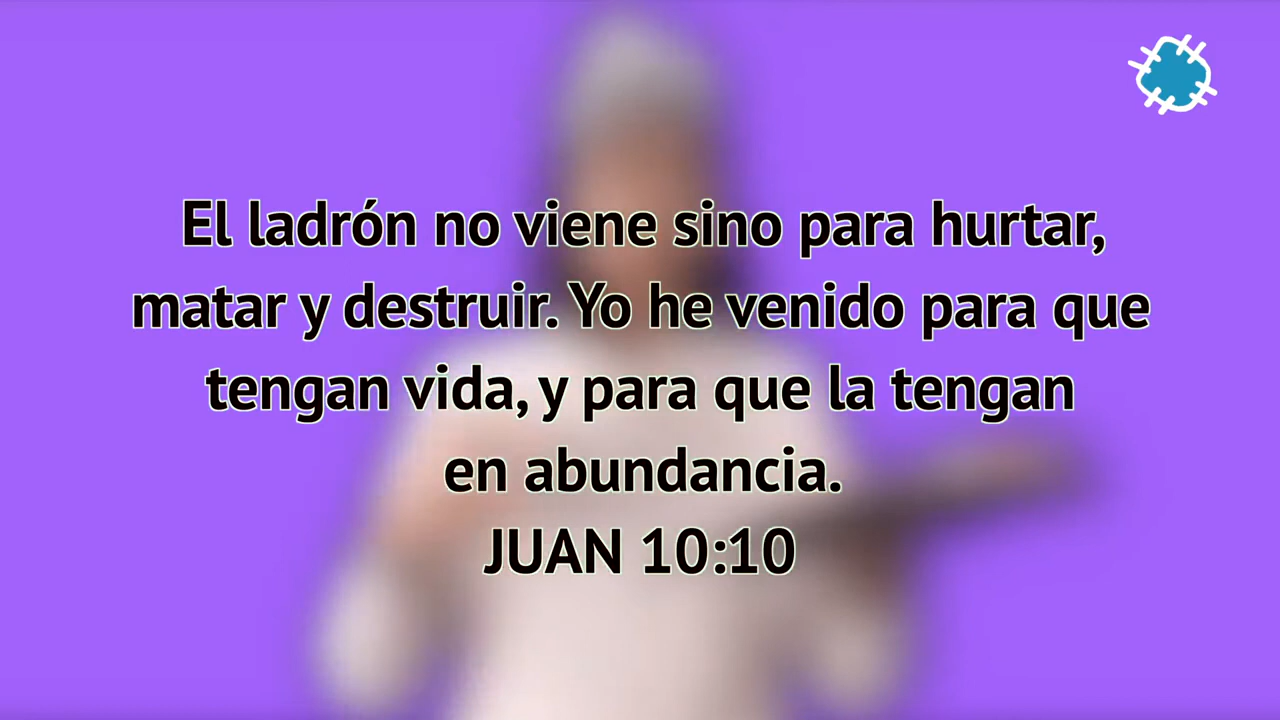 El ladrón no viene sino para hurtar,
matar y destruir. Yo he venido para que
tengan vida, y para que la tengan
en abundancia.
JUAN 10:10